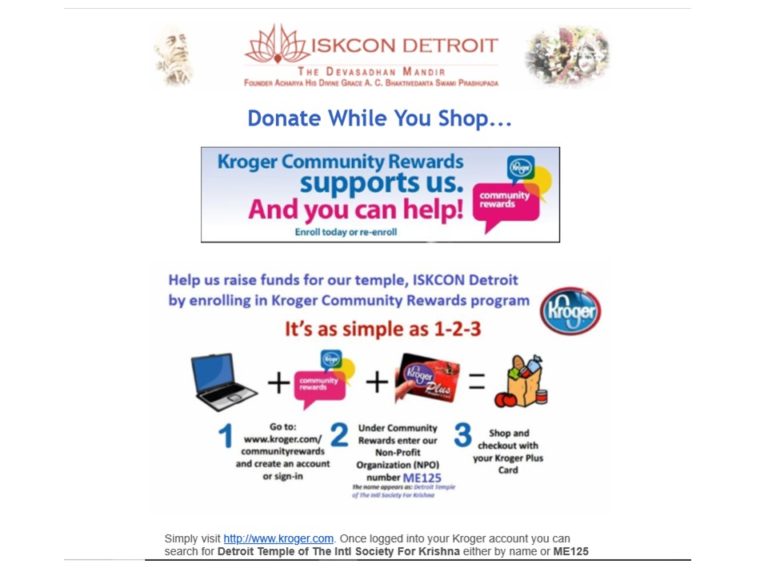 ISKCON DETROIT
THE DEVASADHAN MANDIR
FOUNDER ACHARYA HIS DIVINE GRACE A. C. BHAKTIVEDANTA SWAMI PRABHUPADA
Donate While You Shop...
Kroger Community Rewards
supports us.
And you can help!
Enroll today or re-enroll
Kroger
community
rewards
Help us raise funds for our temple, ISKCON Detroit
by enrolling in Kroger Community Rewards program
Kroger
It's as simple as 1-2-3
Kroger
community
rewards
+
+
Kroger
Plus
=
1
Go to:
www.kroger.com/
communityrewards
and create an account
or sign-in
2
Under Community
Rewards enter our
Non-Profit
Organization (NPO)
number ME125
The name appears as: Detroit Temple
of The Intl Society For Krishna
3
Shop and
checkout with
your Kroger Plus
Card
Simply visit http://www.kroger.com. Once logged into your Kroger account you can
search for Detroit Temple of The Intl Society For Krishna either by name or ME125